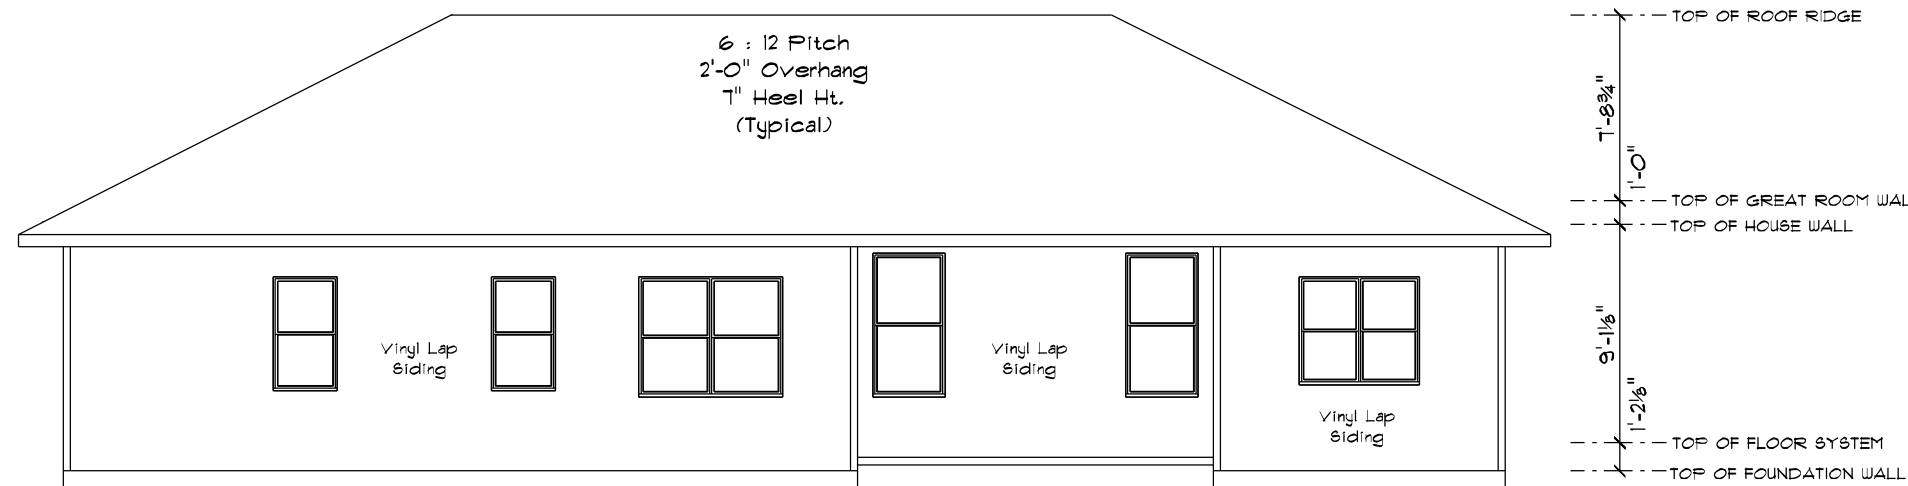 6 : 12 Pitch
2'-0" Overhang
7" Heel Ht.
(Typical)
TOP OF ROOF RIDGE
7'-8¾"
1'-0"
TOP OF GREAT ROOM WAL
TOP OF HOUSE WALL
Vinyl Lap
Siding
Vinyl Lap
Siding
Vinyl Lap
Siding
9'-1⅛"
1'-2⅛"
TOP OF FLOOR SYSTEM
TOP OF FOUNDATION WALL